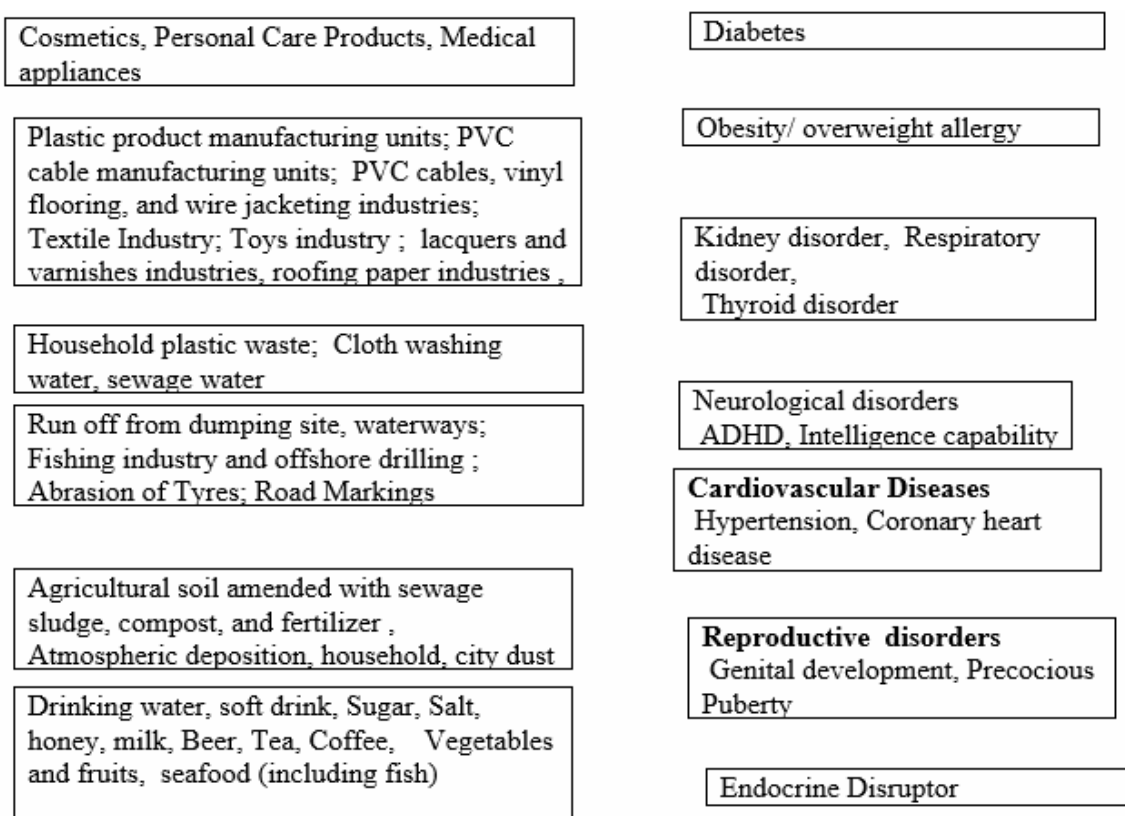 Cosmetics, Personal Care Products, Medical
appliances
Plastic product manufacturing units; PVC
cable manufacturing units;  PVC cables, vinyl
flooring, and wire jacketing industries;
Textile Industry; Toys industry ;  lacquers and
varnishes industries, roofing paper industries ,
Household plastic waste;  Cloth washing
water, sewage water
Run off from dumping site, waterways;
Fishing industry and offshore drilling ;
Abrasion of Tyres; Road Markings
Agricultural soil amended with sewage
sludge, compost, and fertilizer ,
Atmospheric deposition, household, city dust
Drinking water, soft drink, Sugar, Salt,
honey, milk, Beer, Tea, Coffee,    Vegetables
and fruits,  seafood (including fish)
Diabetes
Obesity/ overweight allergy
Kidney disorder,  Respiratory
disorder,
Thyroid disorder
Neurological disorders
ADHD, Intelligence capability
Cardiovascular Diseases
Hypertension, Coronary heart
disease
Reproductive  disorders
Genital development, Precocious
Puberty
Endocrine Disruptor